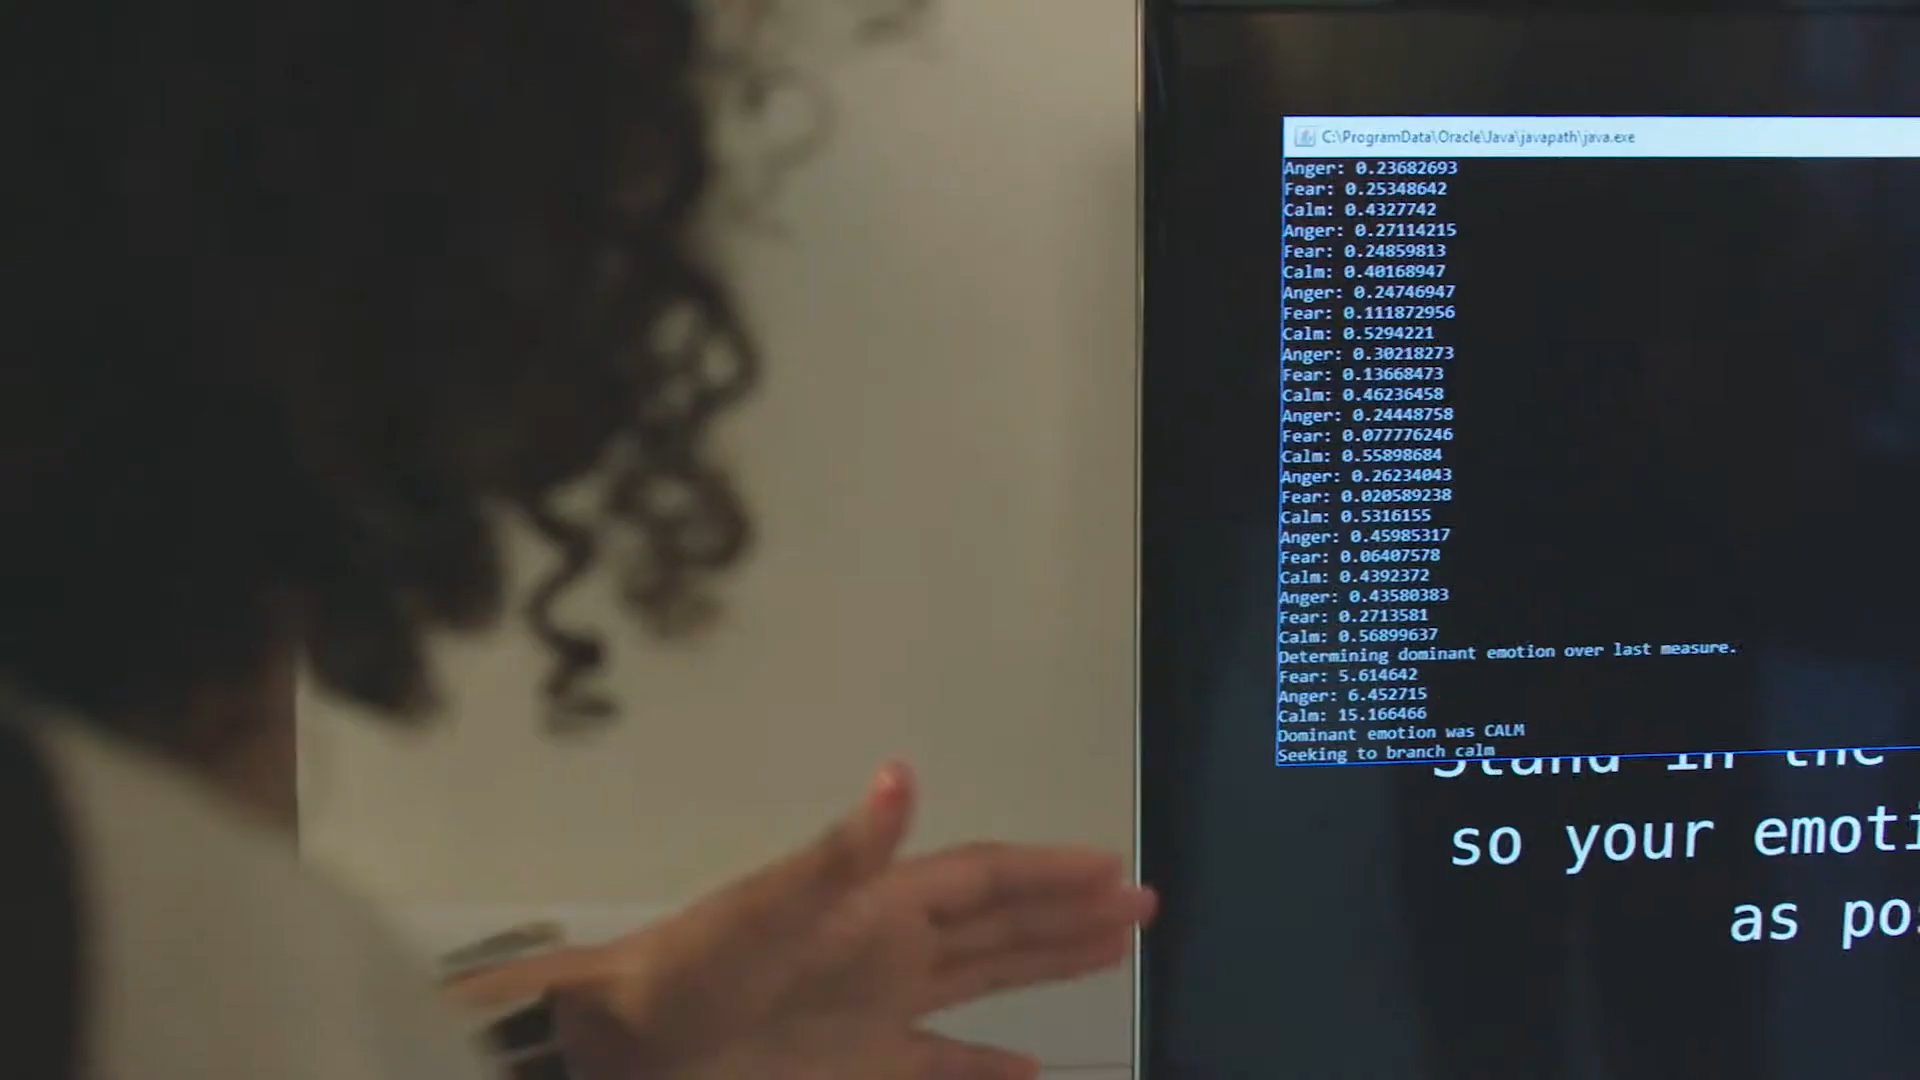 C:\ProgramData\Oracle\Java\javapath\java.exe
Anger: 0.23682693
Fear: 0.25348642
Calm: 0.4327742
Anger: 0.27114215
Fear: 0.24859813
Calm: 0.40168947
Anger: 0.24746947
Fear: 0.111872956
Calm: 0.5294221
Anger: 0.30218273
Fear: 0.13668473
Calm: 0.46236458
Anger: 0.24448758
Fear: 0.077776246
Calm: 0.55898684
Anger: 0.26234043
Fear: 0.020589238
Calm: 0.5316155
Anger: 0.45985317
Fear: 0.06407578
Calm: 0.4392372
Anger: 0.43580383
Fear: 0.2713581
Calm: 0.56899637
Determining dominant emotion over last measure.
Fear: 5.614642
Anger: 6.452715
Calm: 15.166466
Dominant emotion was CALM
Seeking to branch calm
Stand in the
so your emoti
as pos